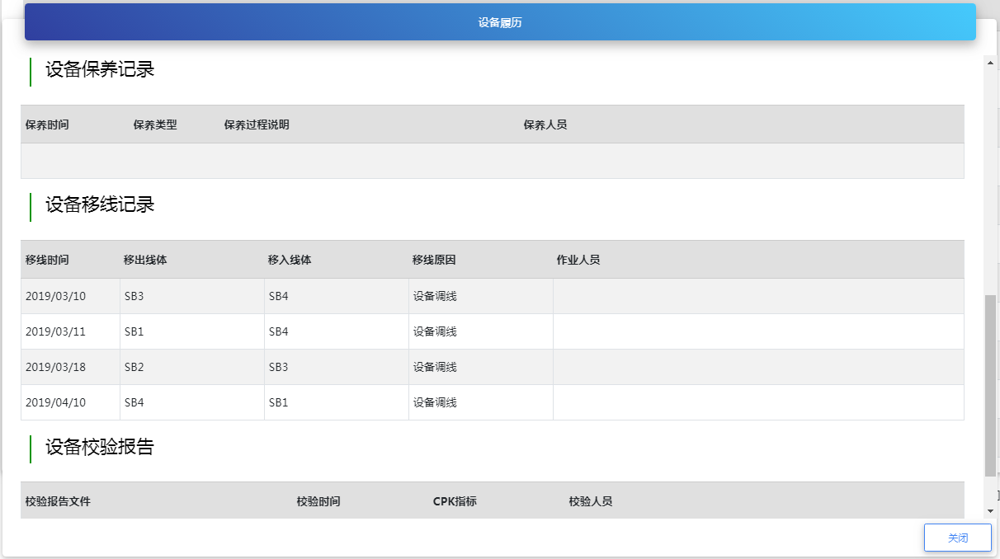 设备履历
设备保养记录
保养时间 保养类型 保养过程说明 保养人员
设备移线记录
移线时间 移出线体 移入线体 移线原因 作业人员
2019/03/10 SB3 SB4 设备调线
2019/03/11 SB1 SB4 设备调线
2019/03/18 SB2 SB3 设备调线
2019/04/10 SB4 SB1 设备调线
设备校验报告
校验报告文件 校验时间 CPK指标 校验人员
关闭